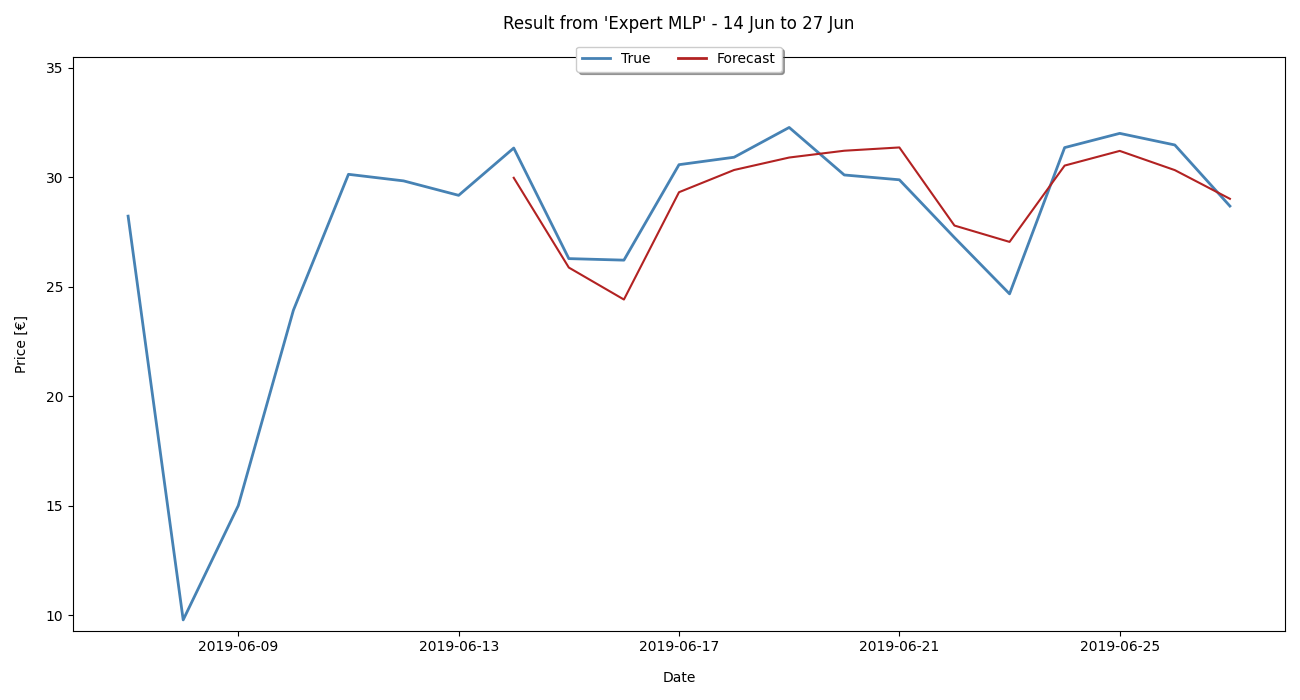 Result from 'Expert MLP' - 14 Jun to 27 Jun
True Forecast
35
30
25
20
15
10
Price [€]
2019-06-09 2019-06-13 2019-06-17 2019-06-21 2019-06-25
Date